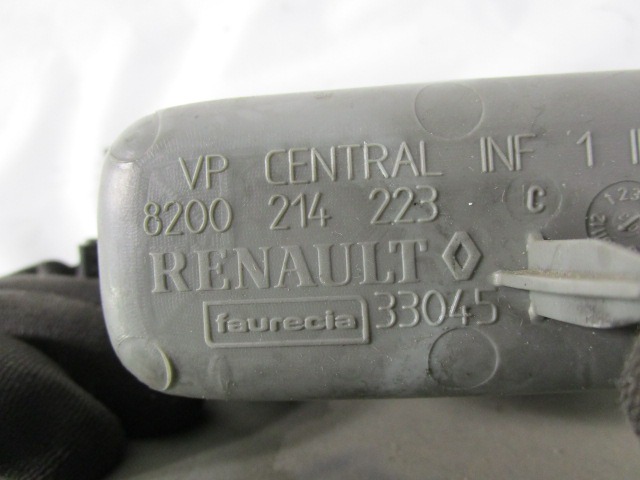 VP CENTRAL INF 1
8200 214 223 C
RENAULT
faurecia 33045